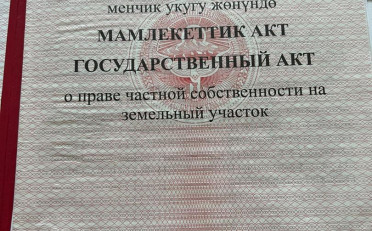 менчик укугу жөнүндө
МАМЛЕКЕТТИК АКТ
ГОСУДАРСТВЕННЫЙ АКТ
о праве частной собственности на
земельный участок